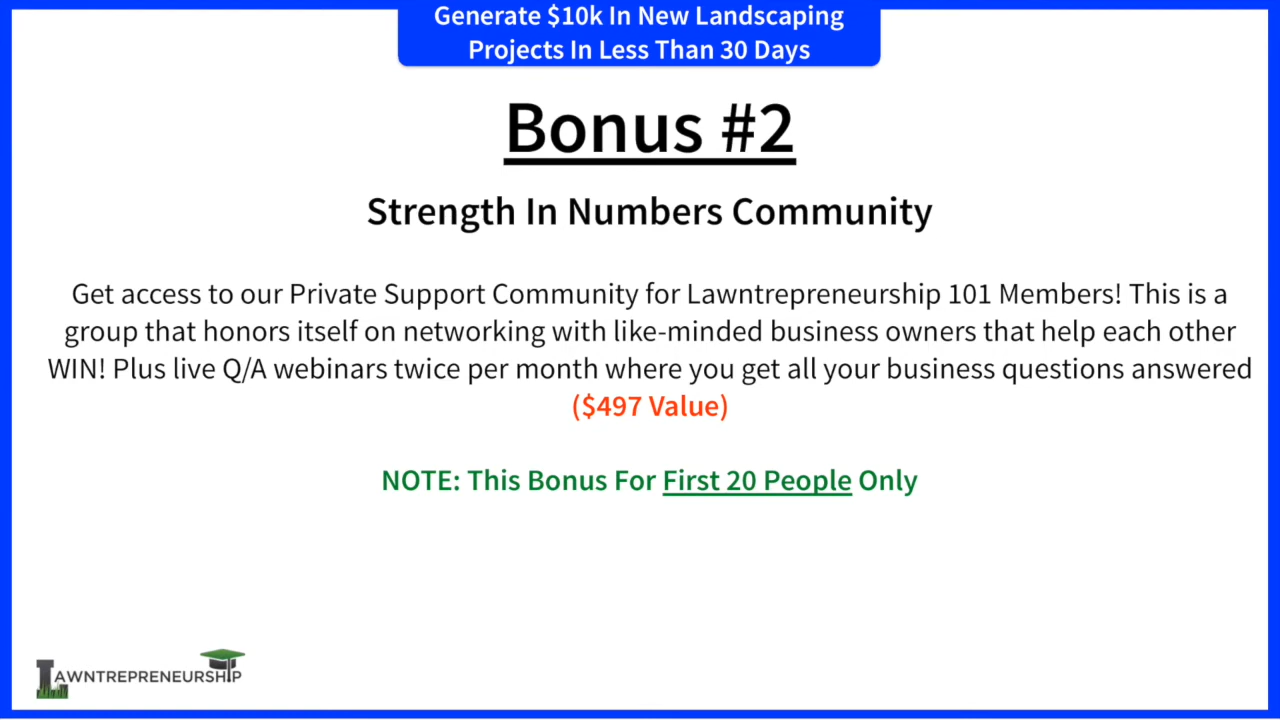 Generate $10k In New Landscaping
Projects In Less Than 30 Days
Bonus #2
Strength In Numbers Community
Get access to our Private Support Community for Lawntrepreneurship 101 Members! This is a
group that honors itself on networking with like-minded business owners that help each other
WIN! Plus live Q/A webinars twice per month where you get all your business questions answered
($497 Value)
NOTE: This Bonus For First 20 People Only
LAWNTREPRENEURSHIP